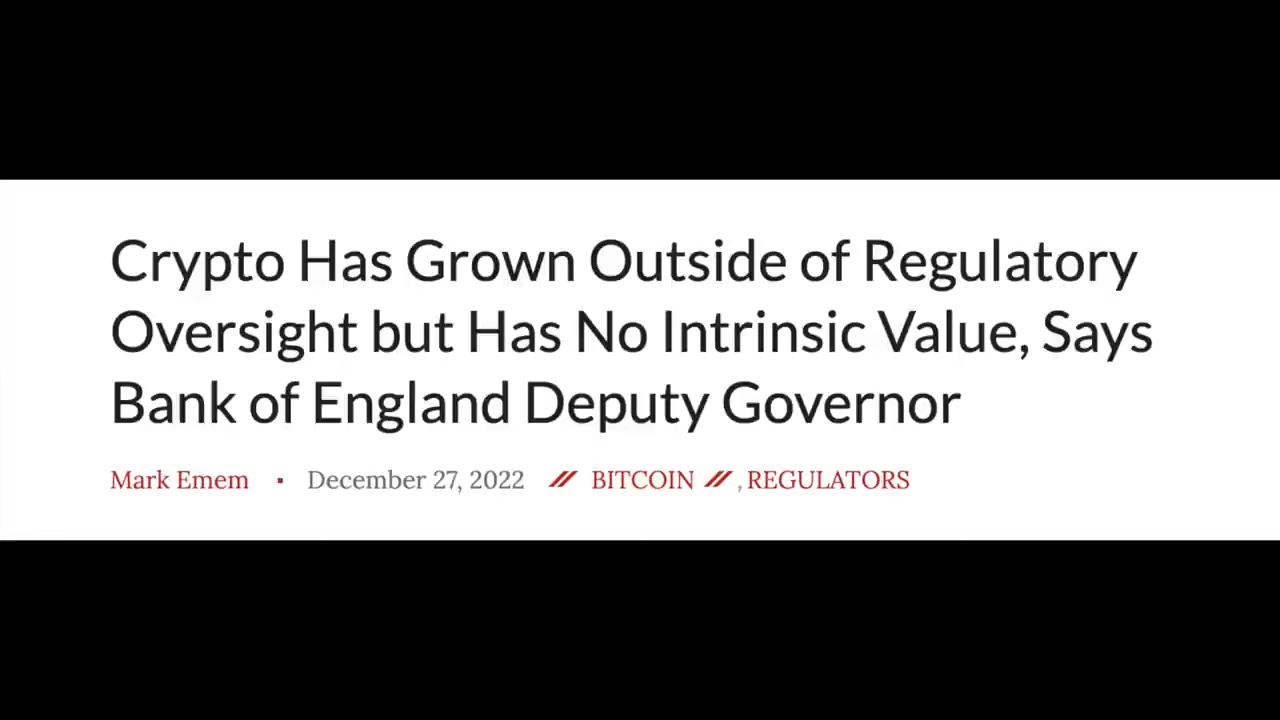 Crypto Has Grown Outside of Regulatory
Oversight but Has No Intrinsic Value, Says
Bank of England Deputy Governor
Mark Emem ▪ December 27, 2022 // BITCOIN // , REGULATORS